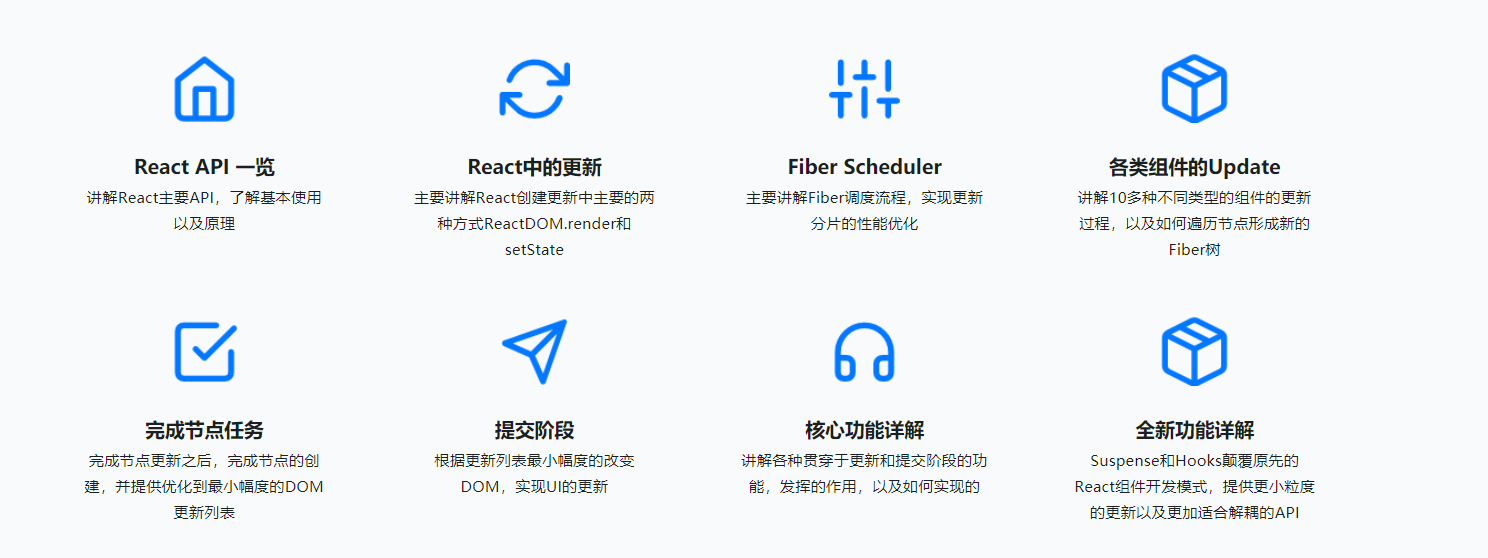 React API 一览
讲解React主要API，了解基本使用
以及原理
React中的更新
主要讲解React创建更新中主要的两
种方式ReactDOM.render和
setState
Fiber Scheduler
主要讲解Fiber调度流程，实现更新
分片的性能优化
各类组件的Update
讲解10多种不同类型的组件的更新
过程，以及如何遍历节点形成新的
Fiber树
完成节点任务
完成节点更新之后，完成节点的创
建，并提供优化到最小幅度的DOM
更新列表
提交阶段
根据更新列表最小幅度的改变
DOM，实现UI的更新
核心功能详解
讲解各种贯穿于更新和提交阶段的功
能，发挥的作用，以及如何实现的
全新功能详解
Suspense和Hooks颠覆原先的
React组件开发模式，提供更小粒度
的更新以及更加适合解耦的API